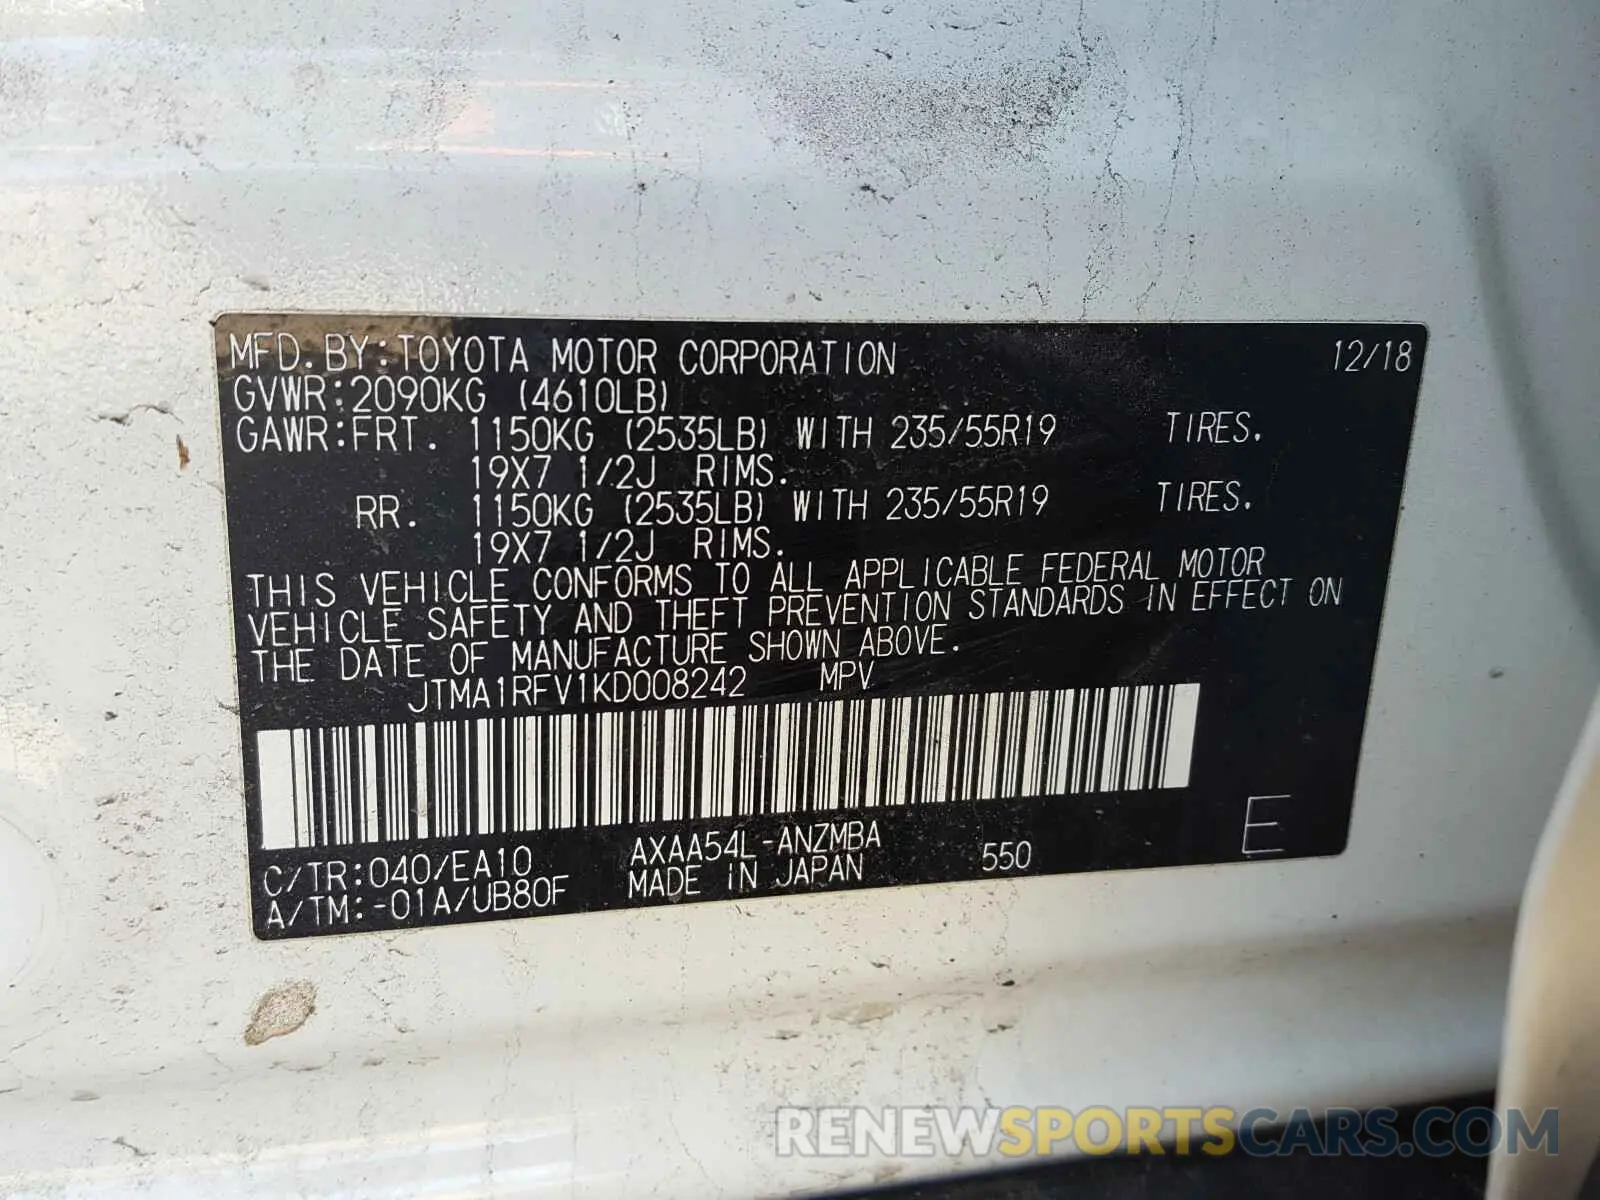 MFD.BY:TOYOTA MOTOR CORPORATION 12/18
GVWR:2090KG (4610LB)
GAWR:FRT. 1150KG (2535LB) WITH 235/55R19 TIRES.
19X7 1/2J RIMS.
RR. 1150KG (2535LB) WITH 235/55R19 TIRES.
19X7 1/2J RIMS.
THIS VEHICLE CONFORMS TO ALL APPLICABLE FEDERAL MOTOR
VEHICLE SAFETY AND THEFT PREVENTION STANDARDS IN EFFECT ON
THE DATE OF MANUFACTURE SHOWN ABOVE.
JTMA1RFV1KD008242 MPV
C/TR:040/EA10 AXAA54L-ANZMBA 550 E
A/TM:-01A/UB80F MADE IN JAPAN
RENEWSPORTSCARS.COM